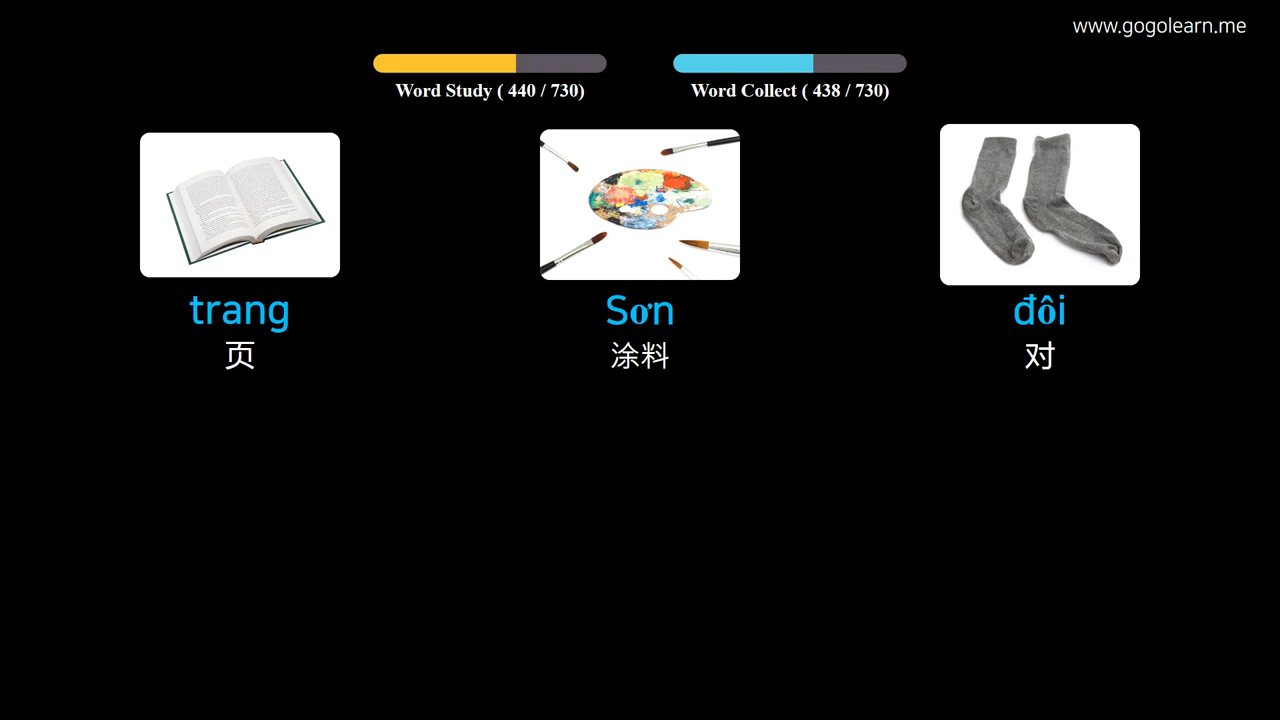 www.gogolearn.me
Word Study ( 440 / 730)
Word Collect ( 438 / 730)
trang
Sơn
đôi
页
涂料
对